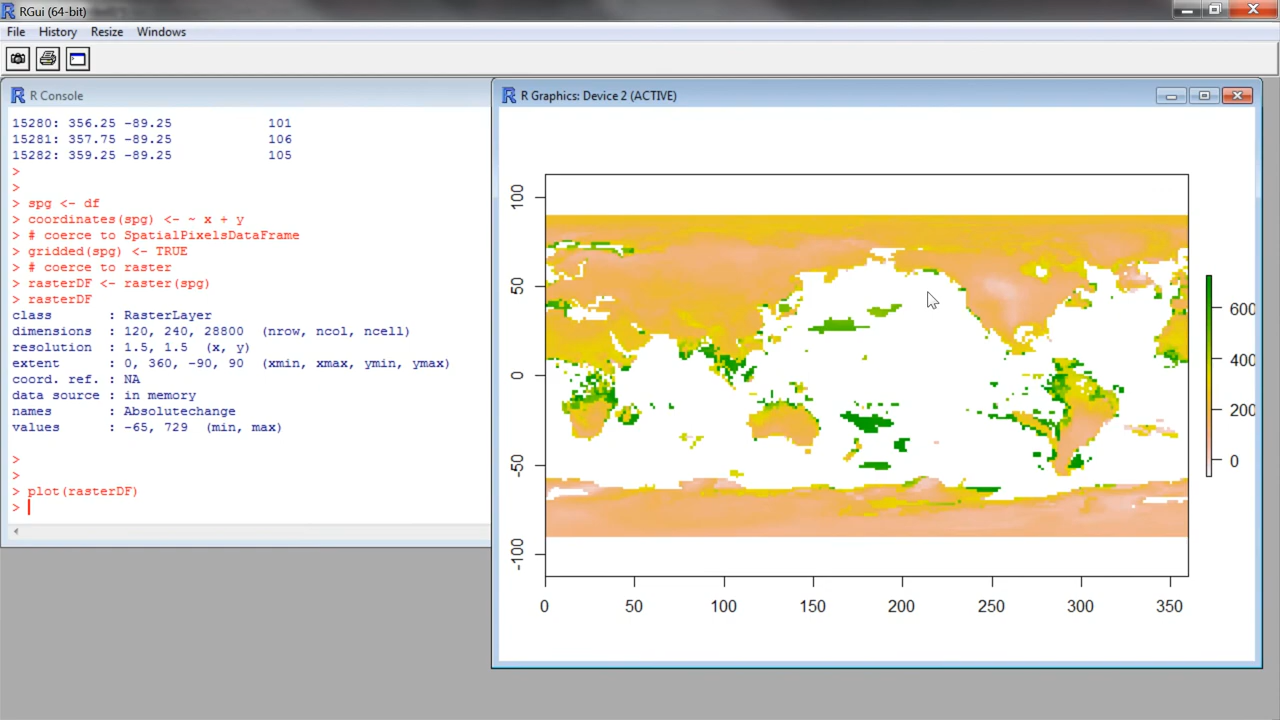 RGui (64-bit)
File History Resize Windows
R Console
15280: 356.25 -89.25 101
15281: 357.75 -89.25 106
15282: 359.25 -89.25 105
>
>
> spg <- df
> coordinates(spg) <- ~ x + y
> # coerce to SpatialPixelsDataFrame
> gridded(spg) <- TRUE
> # coerce to raster
> rasterDF <- raster(spg)
> rasterDF
class : RasterLayer
dimensions : 120, 240, 28800 (nrow, ncol, ncell)
resolution : 1.5, 1.5 (x, y)
extent : 0, 360, -90, 90 (xmin, xmax, ymin, ymax)
coord. ref. : NA
data source : in memory
names : Absolutechange
values : -65, 729 (min, max)
>
>
> plot(rasterDF)
>
R Graphics: Device 2 (ACTIVE)
100
50
0
-50
-100
0 50 100 150 200 250 300 350
600
400
200
0